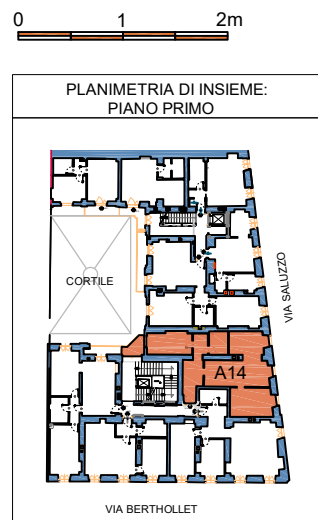 0 1 2m
PLANIMETRIA DI INSIEME:
PIANO PRIMO
CORTILE
VIA SALUZZO
A14
VIA BERTHOLLET